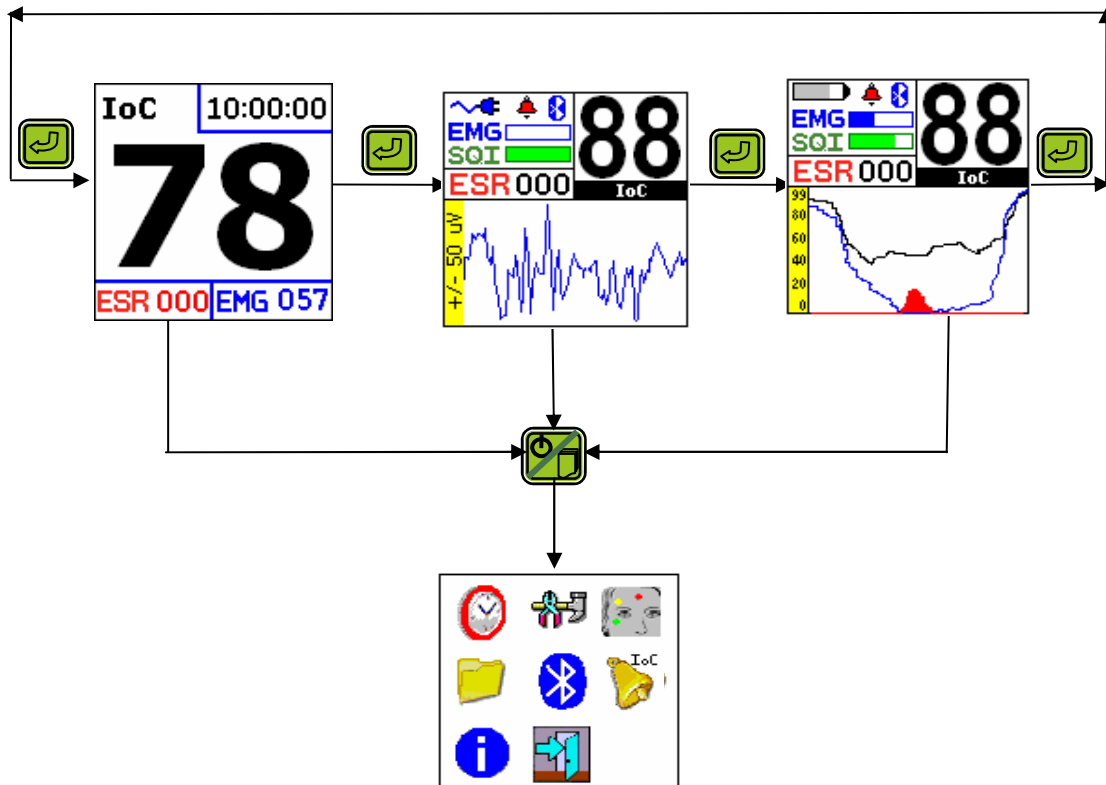 IoC 10:00:00
78
ESR 000 EMG 057
EMG
SQI
88
ESR 000
IoC
+/- 50 uV
EMG
SQI
88
ESR 000
IoC
99
80
60
40
20
0
IoC
i